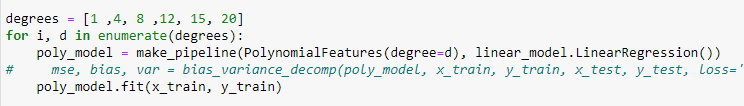 degrees = [1 ,4, 8 ,12, 15, 20]
for i, d in enumerate(degrees):
    poly_model = make_pipeline(PolynomialFeatures(degree=d), linear_model.LinearRegression())
#     mse, bias, var = bias_variance_decomp(poly_model, x_train, y_train, x_test, y_test, loss='
    poly_model.fit(x_train, y_train)